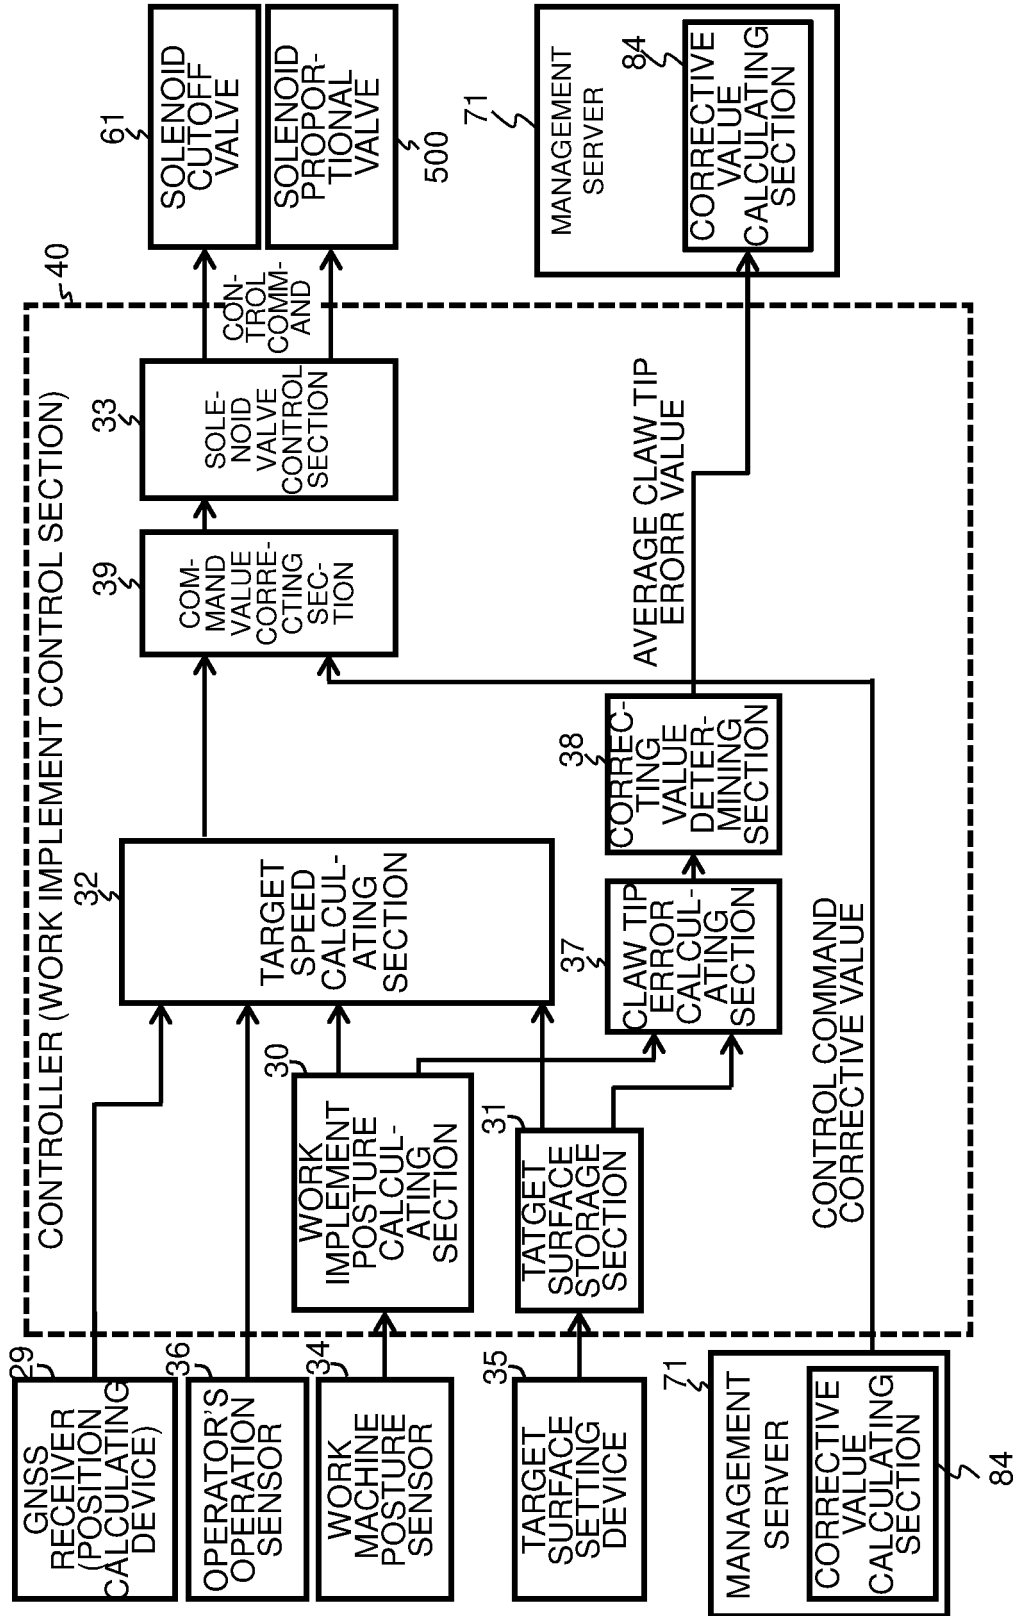 CONTROLLER (WORK IMPLEMENT CONTROL SECTION)
40
29
GNSS
RECEIVER
(POSITION
CALCULATING
DEVICE)
36
OPERATOR'S
OPERATION
SENSOR
34
WORK
MACHINE
POSTURE
SENSOR
35
TARGET
SURFACE
SETTING
DEVICE
71
MANAGEMENT
SERVER
CORRECTIVE
VALUE
CALCULATING
SECTION
84
30
WORK
IMPLEMENT
POSTURE
CALCUL-
ATING
SECTION
31
TATGET
SURFACE
STORAGE
SECTION
32
TARGET
SPEED
CALCUL-
ATING
SECTION
37
CLAW TIP
ERROR
CALCUL-
ATING
SECTION
38
CORREC-
TING
VALUE
DETER-
MINING
SECTION
CONTROL COMMAND
CORRECTIVE VALUE
39
COM-
MAND
VALUE
CORRE-
CTING
SEC-
TION
33
SOLE-
NOID
VALVE
CONTROL
SECTION
CON-
TROL
COMM-
AND
AVERAGE CLAW TIP
ERORR VALUE
61
SOLENOID
CUTOFF
VALVE
SOLENOID
PROPOR-
TIONAL
VALVE
500
71
MANAGEMENT
SERVER
84
CORRECTIVE
VALUE
CALCULATING
SECTION